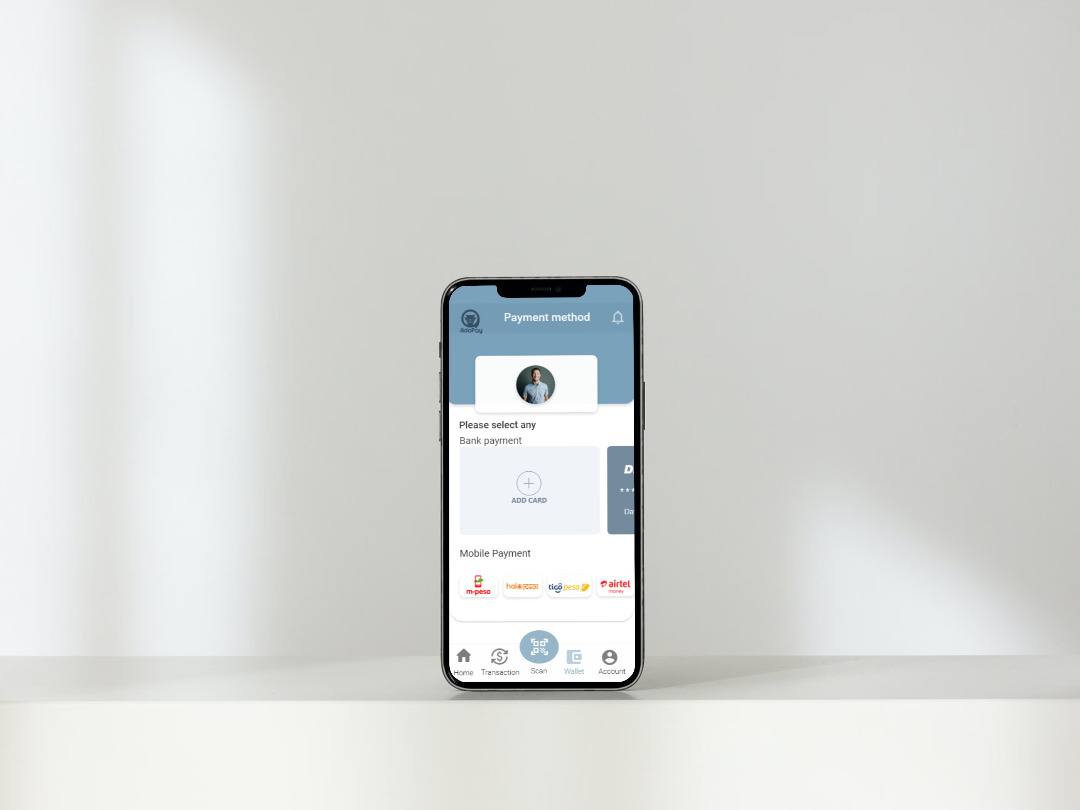 AdaPay
Payment method
Please select any
Bank payment
ADD CARD
Mobile Payment
m-pesa
halopesa
tigo pesa
airtel
money
Home
Transaction
Scan
Wallet
Account